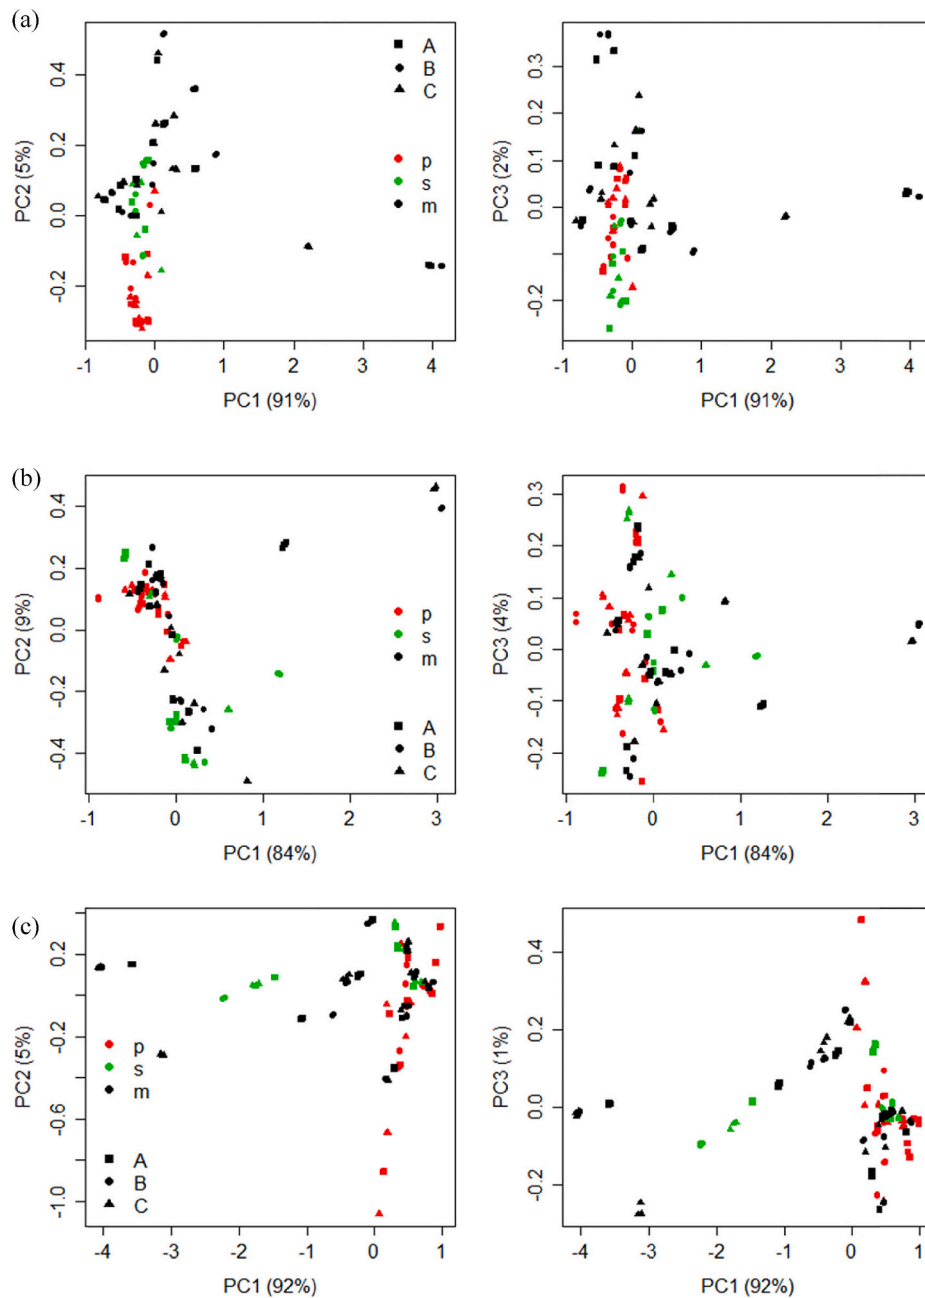 (a)
PC2 (5%)
0.4
0.2
0.0
-0.2
A
B
C
p
s
m
-1 0 1 2 3 4
PC1 (91%)
PC3 (2%)
0.3
0.1
0.0
-0.2
-1 0 1 2 3 4
PC1 (91%)
(b)
PC2 (9%)
0.4
0.2
0.0
-0.2
-0.4
p
s
m
A
B
C
-1 0 1 2 3
PC1 (84%)
PC3 (4%)
0.3
0.2
0.1
0.0
-0.1
-0.2
-1 0 1 2 3
PC1 (84%)
(c)
PC2 (5%)
0.2
-0.2
-0.6
-1.0
p
s
m
A
B
C
-4 -3 -2 -1 0 1
PC1 (92%)
PC3 (1%)
0.4
0.2
0.0
-0.2
-4 -3 -2 -1 0 1
PC1 (92%)